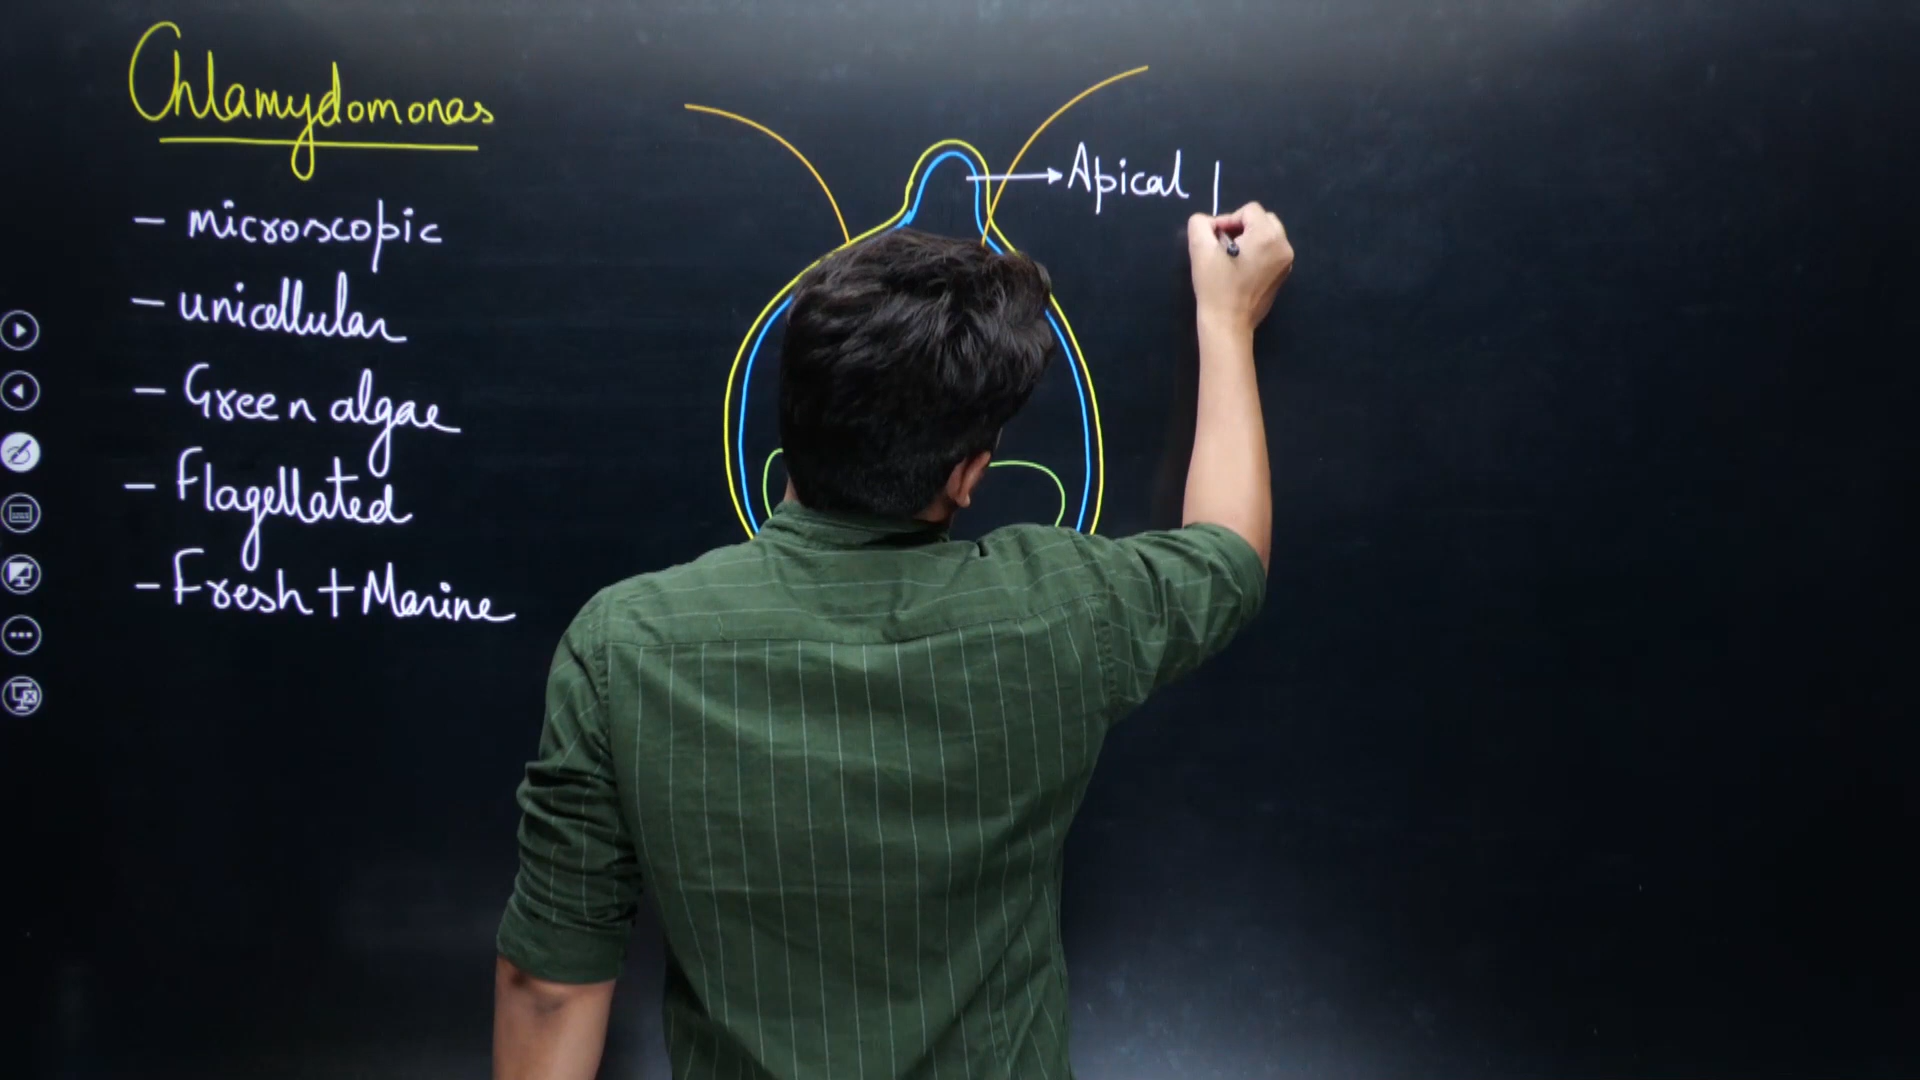 Chlamydomonas
- microscopic
- unicellular
- Green algae
- Flagellated
- Fresh + Marine
Apical